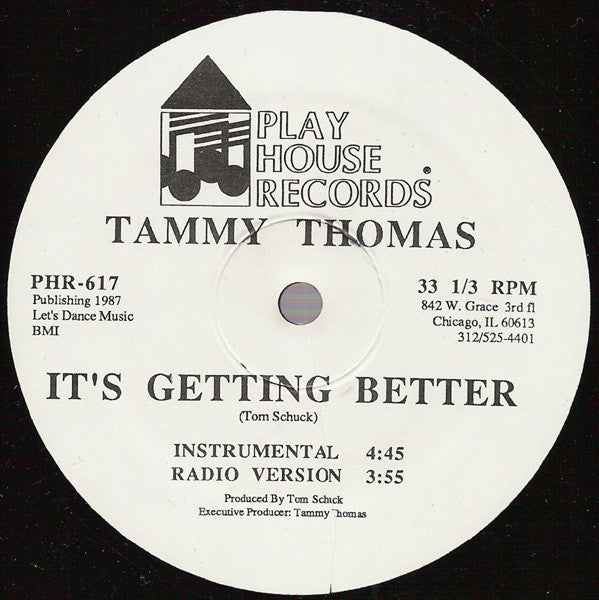 PLAY
HOUSE
RECORDS®
TAMMY THOMAS
PHR-617
Publishing 1987
Let's Dance Music
BMI
33 1/3 RPM
842 W. Grace 3rd fl
Chicago, IL 60613
312/525-4401
IT'S GETTING BETTER
(Tom Schuck)
INSTRUMENTAL 4:45
RADIO VERSION 3:55
Produced By Tom Schuck
Executive Producer: Tammy Thomas